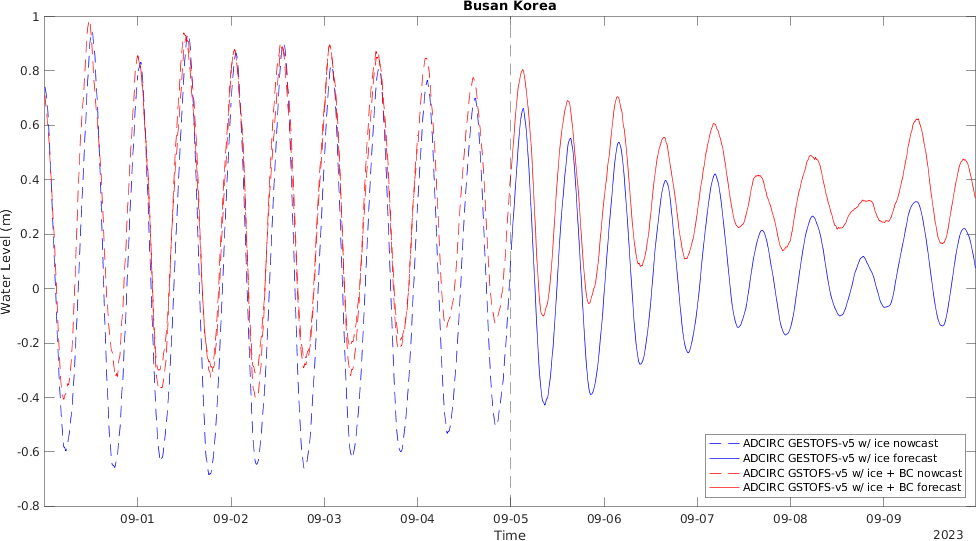 Busan Korea
1
0.8
0.6
0.4
0.2
0
-0.2
-0.4
-0.6
-0.8
Water Level (m)
09-01 09-02 09-03 09-04 09-05 09-06 09-07 09-08 09-09
Time
2023
ADCIRC GESTOFS-v5 w/ ice nowcast
ADCIRC GESTOFS-v5 w/ ice forecast
ADCIRC GSTOFS-v5 w/ ice + BC nowcast
ADCIRC GSTOFS-v5 w/ ice + BC forecast